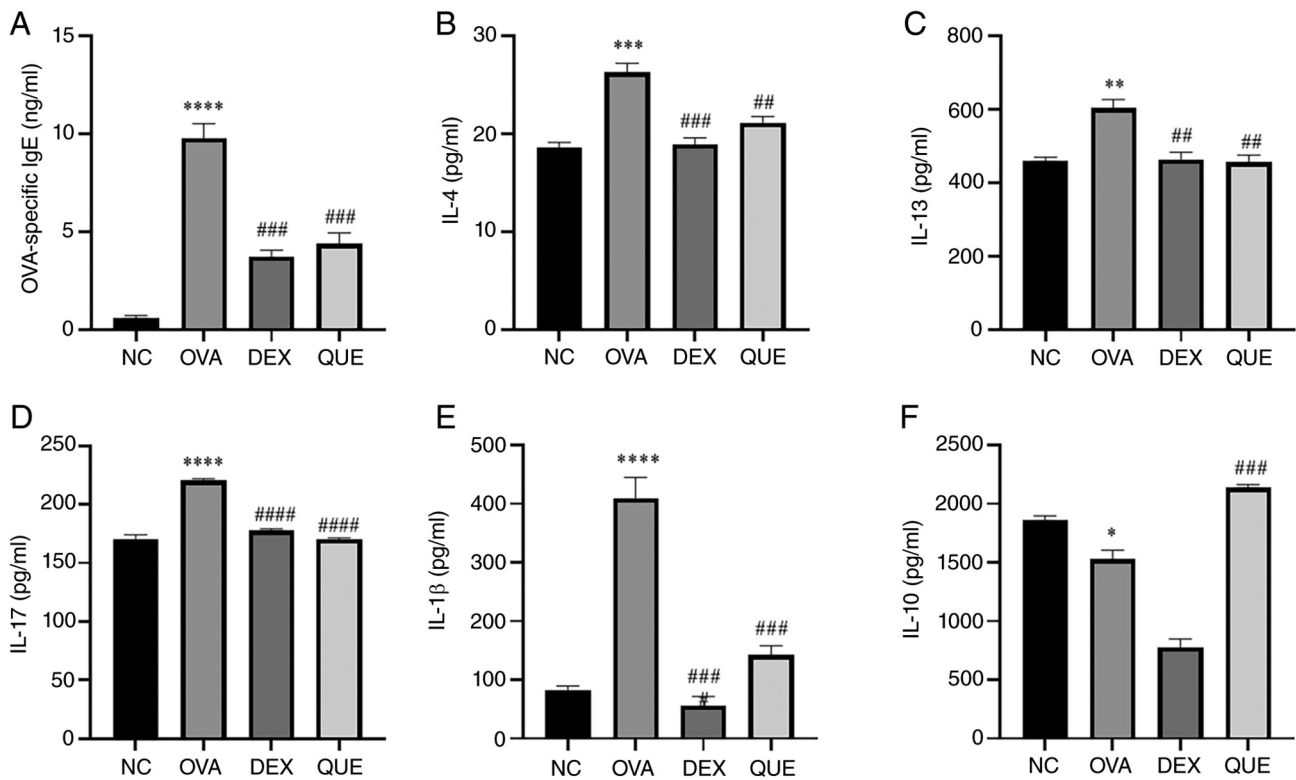 A
OVA-specific IgE (ng/ml)
15
10
5
0
****
###
###
NC OVA DEX QUE
B
IL-4 (pg/ml)
30
20
10
0
***
###
##
NC OVA DEX QUE
C
IL-13 (pg/ml)
800
600
400
200
0
**
##
##
NC OVA DEX QUE
D
IL-17 (pg/ml)
250
200
150
100
50
0
****
####
####
NC OVA DEX QUE
E
IL-1β (pg/ml)
500
400
300
200
100
0
****
###
#
###
NC OVA DEX QUE
F
IL-10 (pg/ml)
2500
2000
1500
1000
500
0
*
###
NC OVA DEX QUE